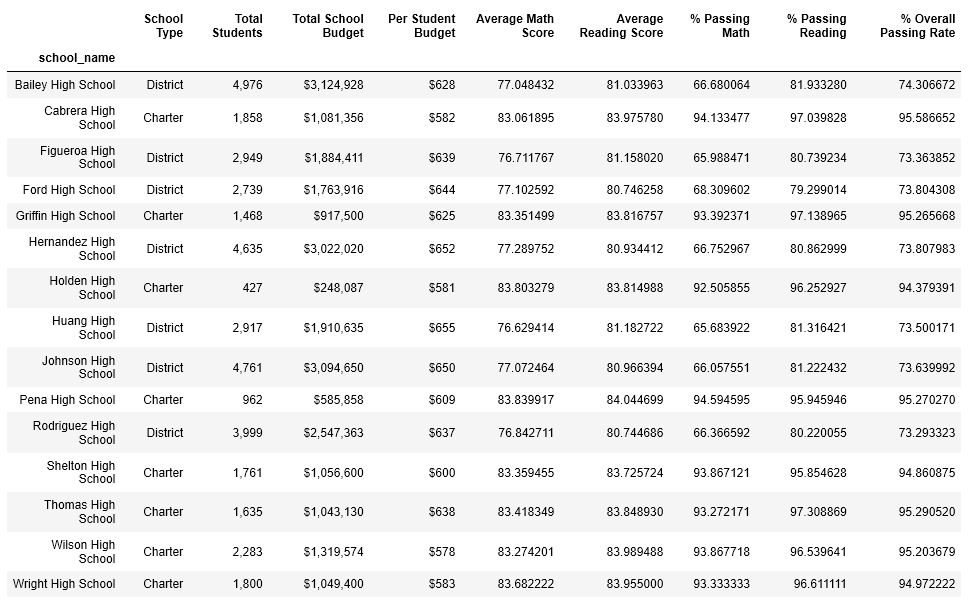 School Type Total Students Total School Budget Per Student Budget Average Math Score Average Reading Score % Passing Math % Passing Reading % Overall Passing Rate
school_name
Bailey High School District 4,976 $3,124,928 $628 77.048432 81.033963 66.680064 81.933280 74.306672
Cabrera High School Charter 1,858 $1,081,356 $582 83.061895 83.975780 94.133477 97.039828 95.586652
Figueroa High School District 2,949 $1,884,411 $639 76.711767 81.158020 65.988471 80.739234 73.363852
Ford High School District 2,739 $1,763,916 $644 77.102592 80.746258 68.309602 79.299014 73.804308
Griffin High School Charter 1,468 $917,500 $625 83.351499 83.816757 93.392371 97.138965 95.265668
Hernandez High School District 4,635 $3,022,020 $652 77.289752 80.934412 66.752967 80.862999 73.807983
Holden High School Charter 427 $248,087 $581 83.803279 83.814988 92.505855 96.252927 94.379391
Huang High School District 2,917 $1,910,635 $655 76.629414 81.182722 65.683922 81.316421 73.500171
Johnson High School District 4,761 $3,094,650 $650 77.072464 80.966394 66.057551 81.222432 73.639992
Pena High School Charter 962 $585,858 $609 83.839917 84.044699 94.594595 95.945946 95.270270
Rodriguez High School District 3,999 $2,547,363 $637 76.842711 80.744686 66.366592 80.220055 73.293323
Shelton High School Charter 1,761 $1,056,600 $600 83.359455 83.725724 93.867121 95.854628 94.860875
Thomas High School Charter 1,635 $1,043,130 $638 83.418349 83.848930 93.272171 97.308869 95.290520
Wilson High School Charter 2,283 $1,319,574 $578 83.274201 83.989488 93.867718 96.539641 95.203679
Wright High School Charter 1,800 $1,049,400 $583 83.682222 83.955000 93.333333 96.611111 94.972222